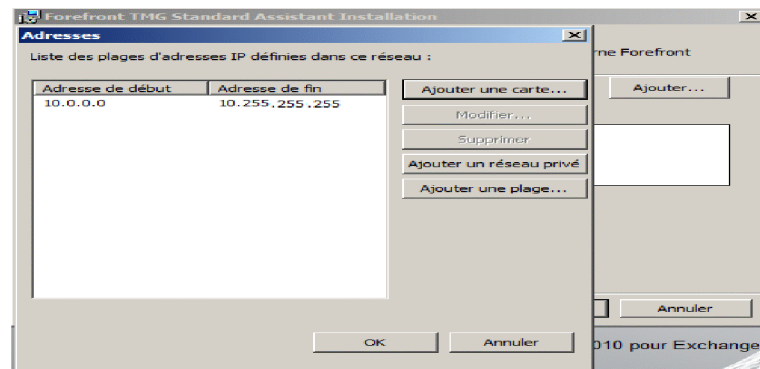 Forefront TMG Standard Assistant Installation
Adresses
Liste des plages d'adresses IP définies dans ce réseau :
Adresse de début Adresse de fin
10.0.0.0 10.255.255.255
Ajouter une carte...
Modifier...
Supprimer
Ajouter un réseau privé
Ajouter une plage...
OK Annuler
rne Forefront
Ajouter...
Annuler
010 pour Exchange